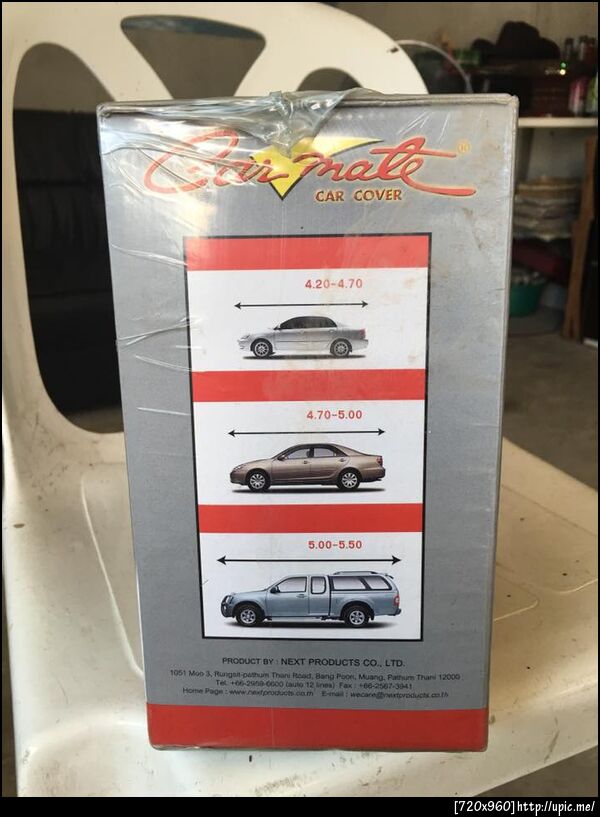 Car mate ®
CAR COVER
4.20-4.70
4.70-5.00
5.00-5.50
PRODUCT BY : NEXT PRODUCTS CO., LTD.
1051 Moo 3, Rungsit-pathum Thani Road, Bang Poon, Muang, Pathum Thani 12000
Tel. +66-2959-6600 (auto 12 lines) Fax : +66-2567-3941
Home Page : www.nextproducts.co.th E-mail : wecare@nextproducts.co.th
[720x960]http://upic.me/